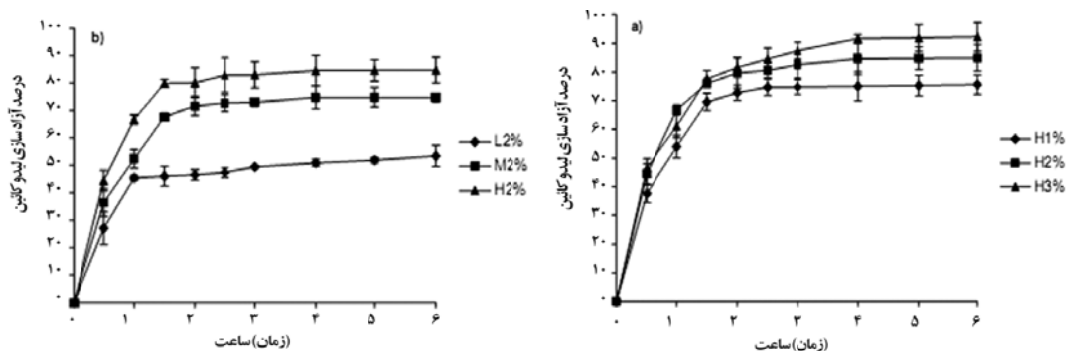 b)
درصد آزادسازی لیدوکائین
۱۰۰
۹۰
۸۰
۷۰
۶۰
۵۰
۴۰
۳۰
۲۰
۱۰
۰
۰ ۱ ۲ ۳ ۴ ۵ ۶
(زمان) ساعت
L2%
M2%
H2%
a)
درصد آزادسازی لیدوکائین
۱۰۰
۹۰
۸۰
۷۰
۶۰
۵۰
۴۰
۳۰
۲۰
۱۰
۰
۰ ۱ ۲ ۳ ۴ ۵ ۶
(زمان) ساعت
H1%
H2%
H3%